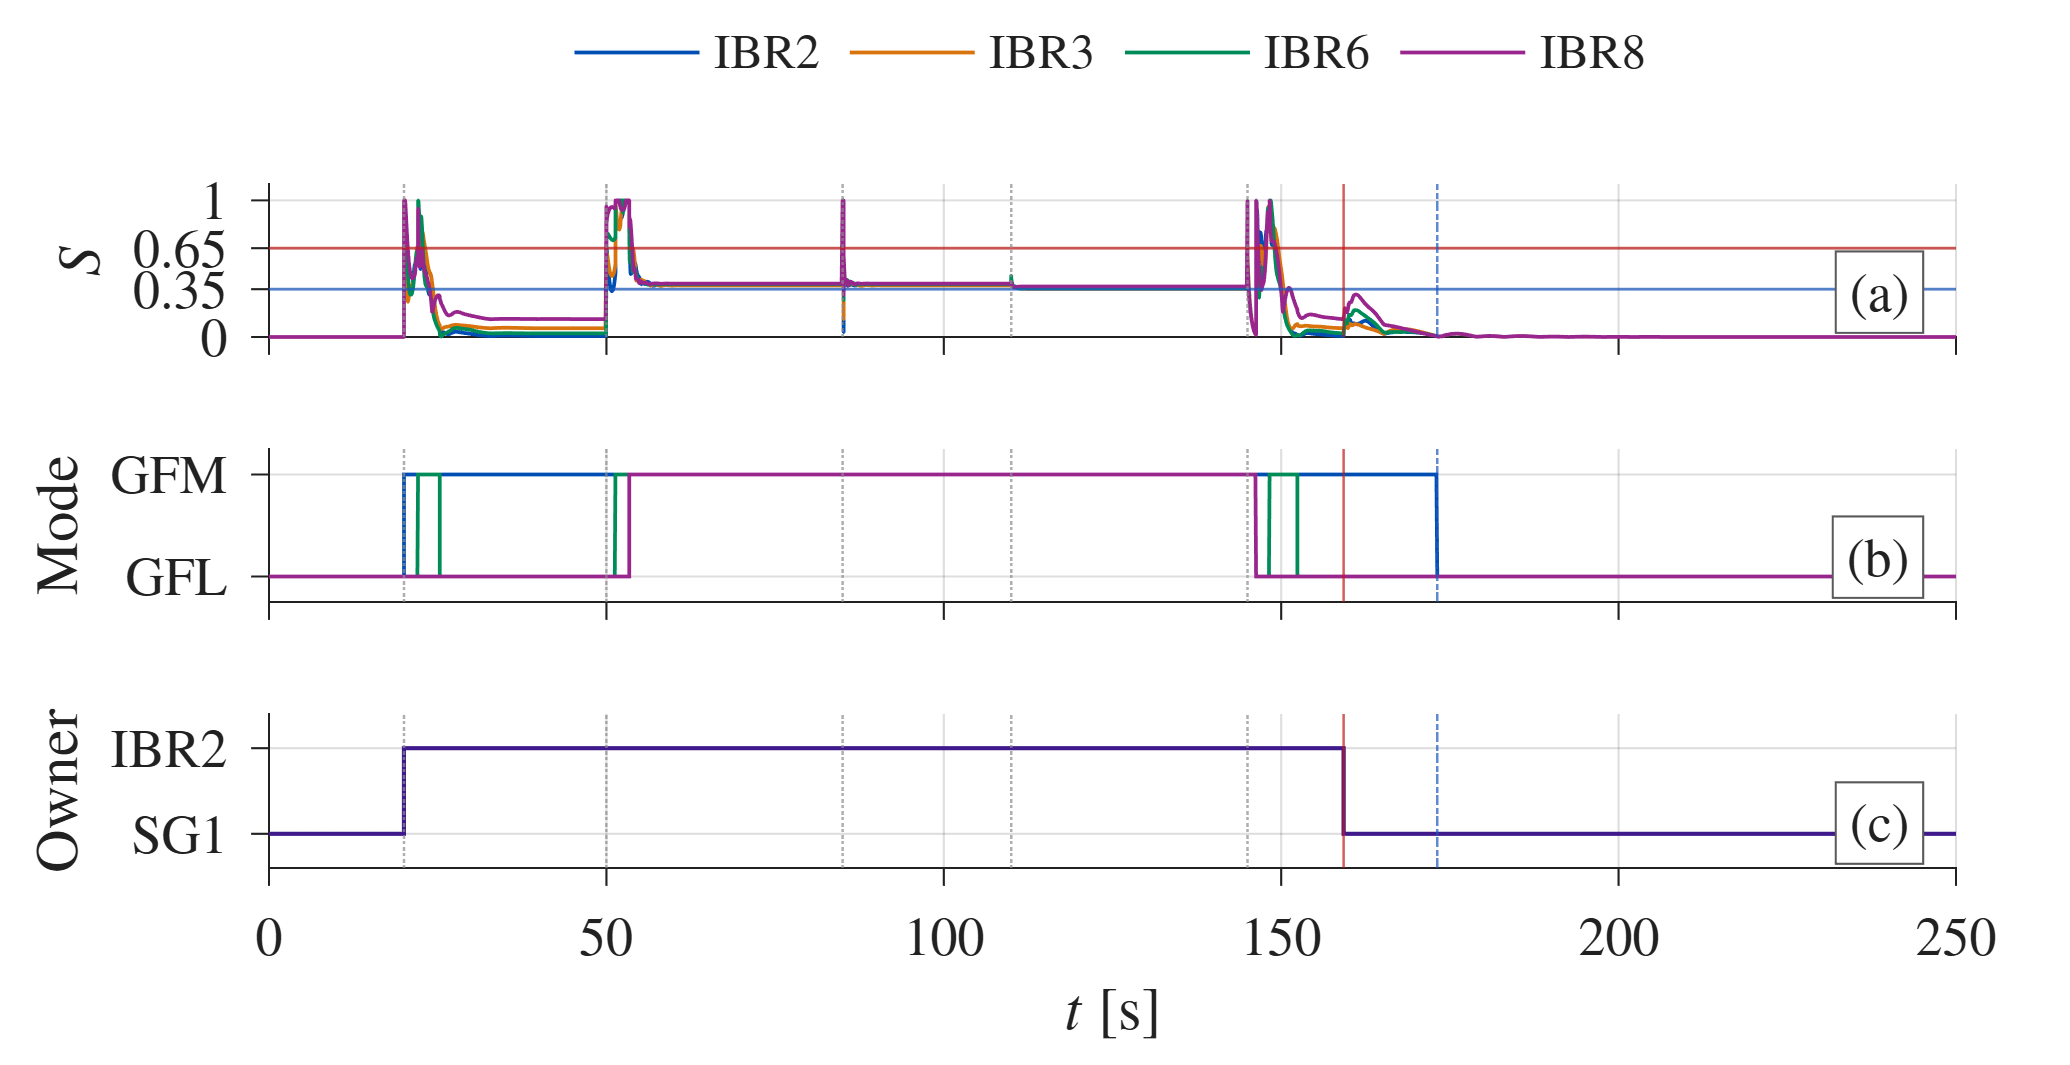 IBR2 IBR3 IBR6 IBR8
S
1
0.65
0.35
0
(a)
Mode
GFM
GFL
(b)
Owner
IBR2
SG1
(c)
0 50 100 150 200 250
t [s]